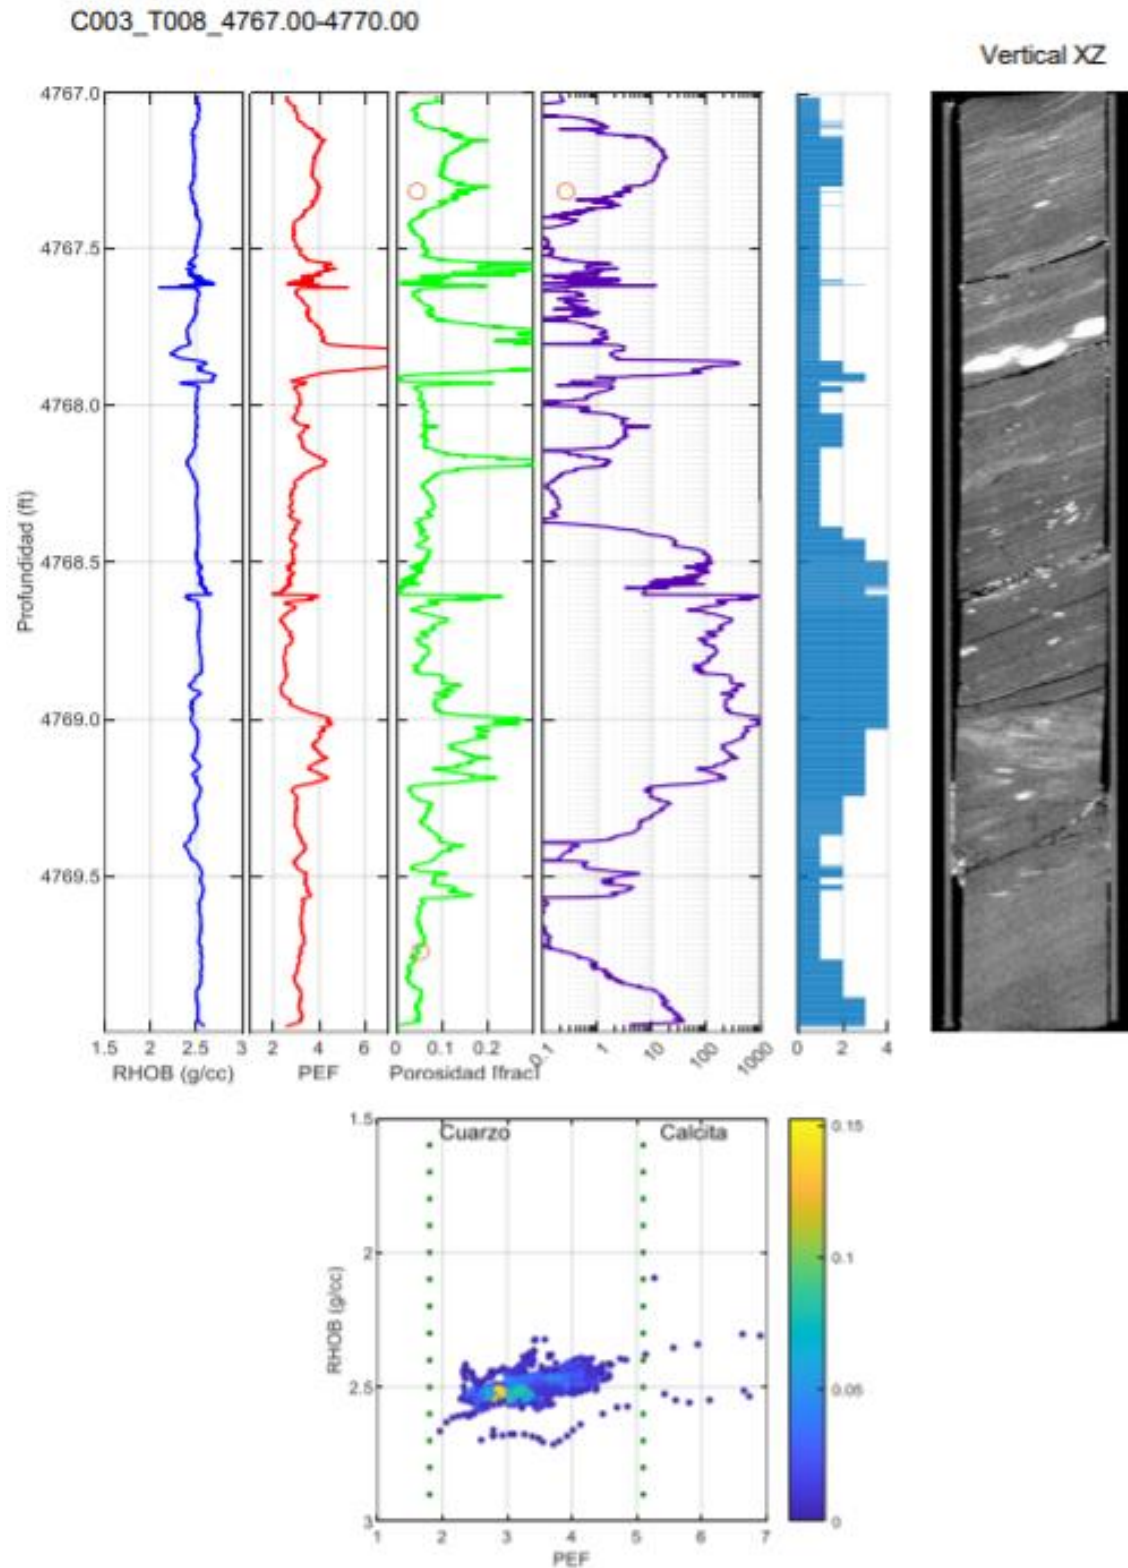 C003_T008_4767.00-4770.00
Vertical XZ
4767.0
4767.5
4768.0
4768.5
4769.0
4769.5
Profundidad (ft)
1.5 2 2.5 3 2 4 6 0 0.1 0.2 0.1 1 10 100 1000 0 2 4
RHOB (g/cc) PEF Porosidad [frac]
1.5 Cuarzo Calcita 0.15
2 0.1
RHOB (g/cc)
2.5 0.05
3 0
1 2 3 4 5 6 7
PEF